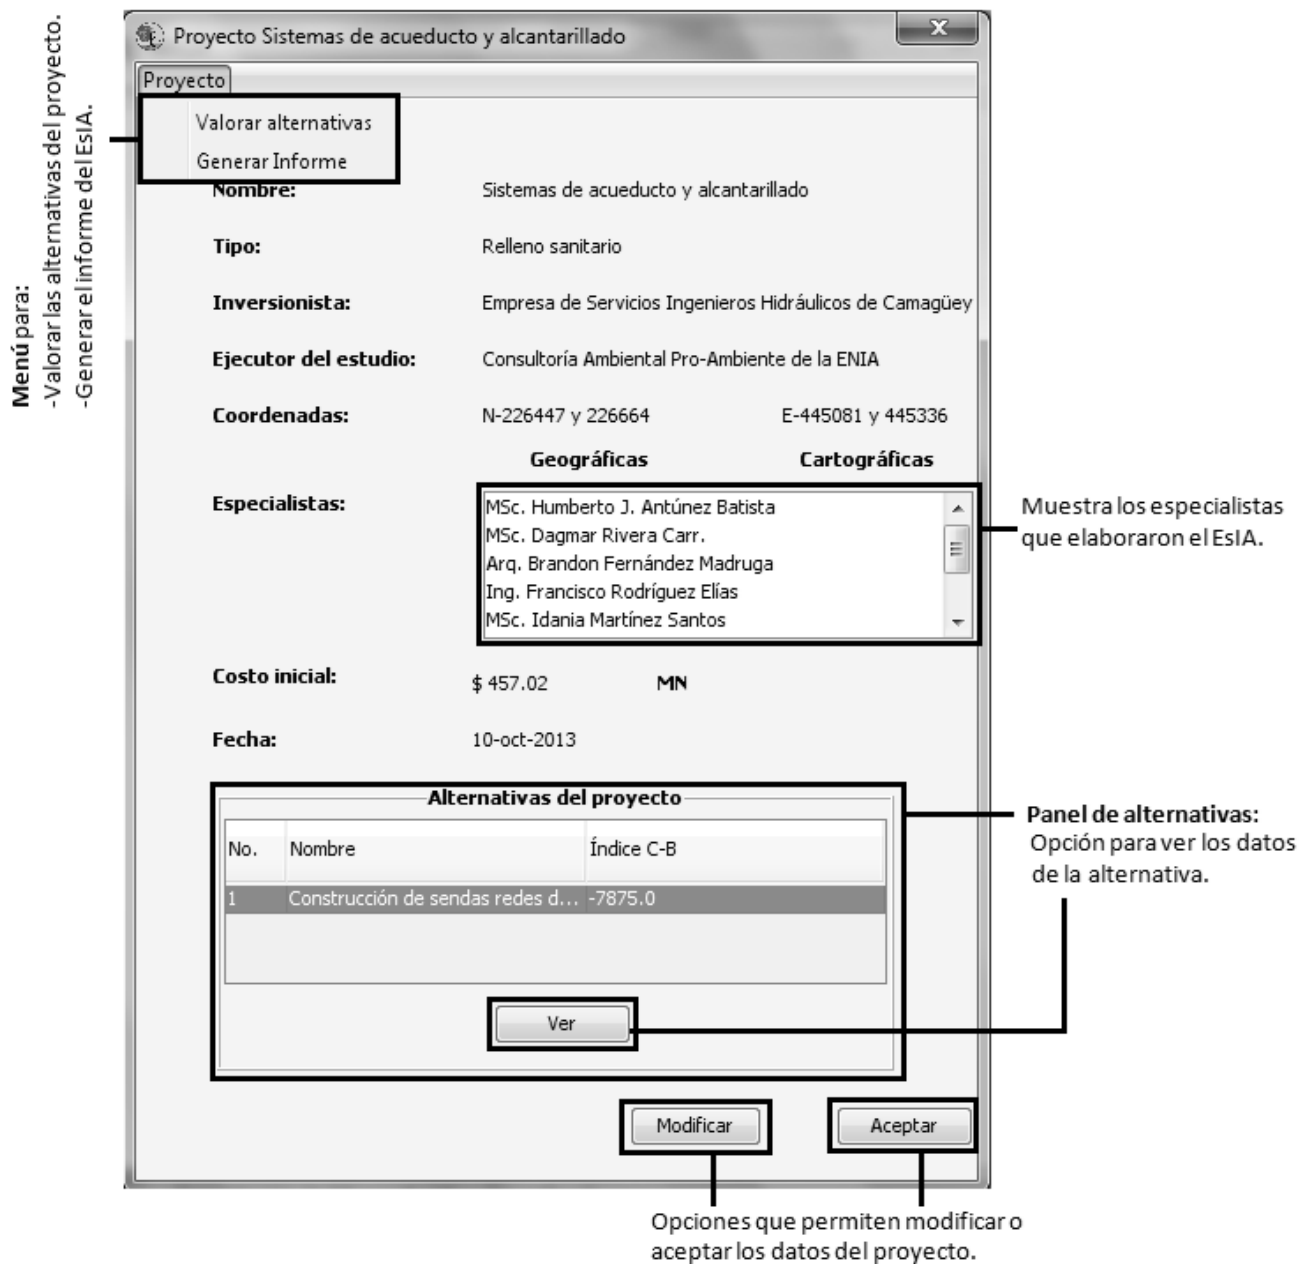 Menú para:
-Valorar las alternativas del proyecto.
-Generar el informe del EsIA.
Proyecto Sistemas de acueducto y alcantarillado
X
Proyecto
Valorar alternativas
Generar Informe
Nombre: Sistemas de acueducto y alcantarillado
Tipo: Relleno sanitario
Inversionista: Empresa de Servicios Ingenieros Hidráulicos de Camagüey
Ejecutor del estudio: Consultoría Ambiental Pro-Ambiente de la ENIA
Coordenadas: N-226447 y 226664 E-445081 y 445336
Geográficas Cartográficas
Especialistas:
MSc. Humberto J. Antúnez Batista
MSc. Dagmar Rivera Carr.
Arq. Brandon Fernández Madruga
Ing. Francisco Rodríguez Elías
MSc. Idania Martínez Santos
Muestra los especialistas
que elaboraron el EsIA.
Costo inicial: $ 457.02 MN
Fecha: 10-oct-2013
Alternativas del proyecto
No. Nombre Índice C-B
1 Construcción de sendas redes d... -7875.0
Ver
Panel de alternativas:
Opción para ver los datos
de la alternativa.
Modificar Aceptar
Opciones que permiten modificar o
aceptar los datos del proyecto.